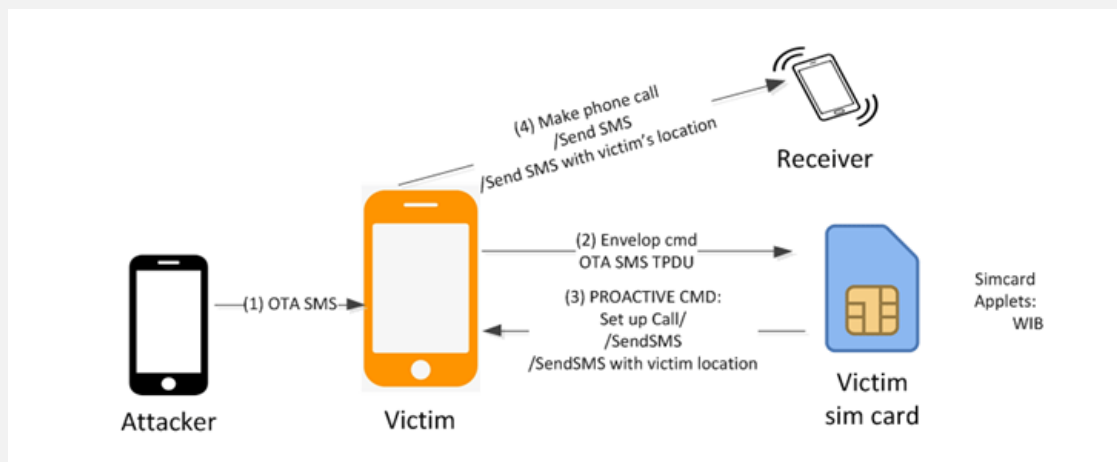 (4) Make phone call
/Send SMS
/Send SMS with victim's location
Receiver
(1) OTA SMS
(2) Envelop cmd
OTA SMS TPDU
(3) PROACTIVE CMD:
Set up Call/
/SendSMS
/SendSMS with victim location
Simcard
Applets:
WIB
Attacker
Victim
Victim
sim card